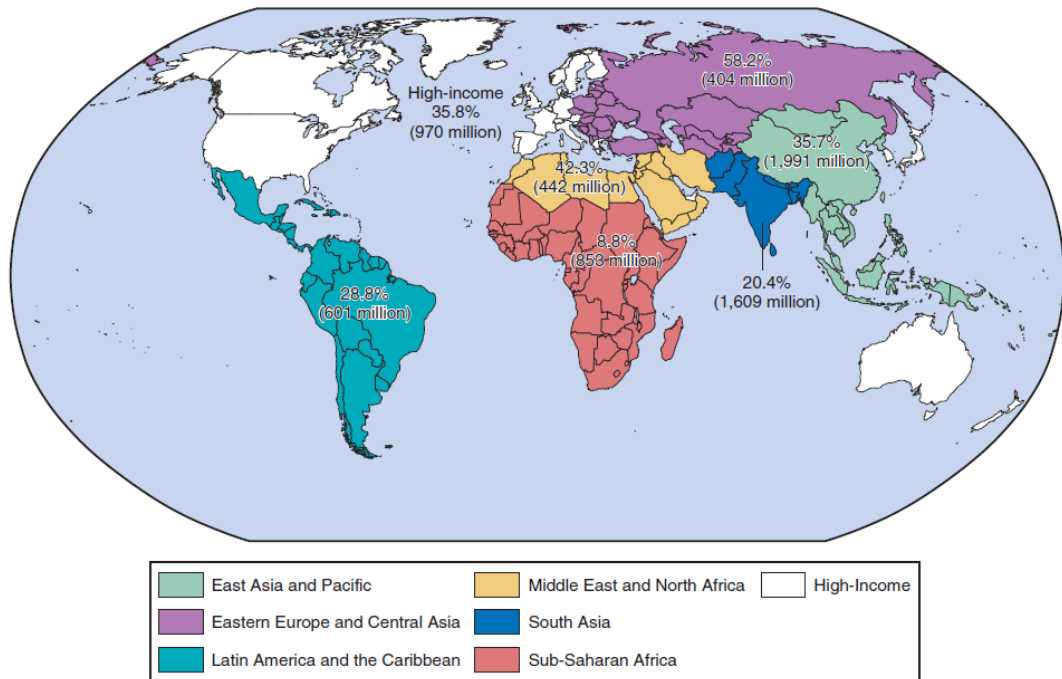 58.2%
(404 million)
High-income
35.8%
(970 million)
35.7%
(1,991 million)
42.3%
(442 million)
8.8%
(853 million)
20.4%
(1,609 million)
28.8%
(601 million)
East Asia and Pacific
Middle East and North Africa
High-Income
Eastern Europe and Central Asia
South Asia
Latin America and the Caribbean
Sub-Saharan Africa